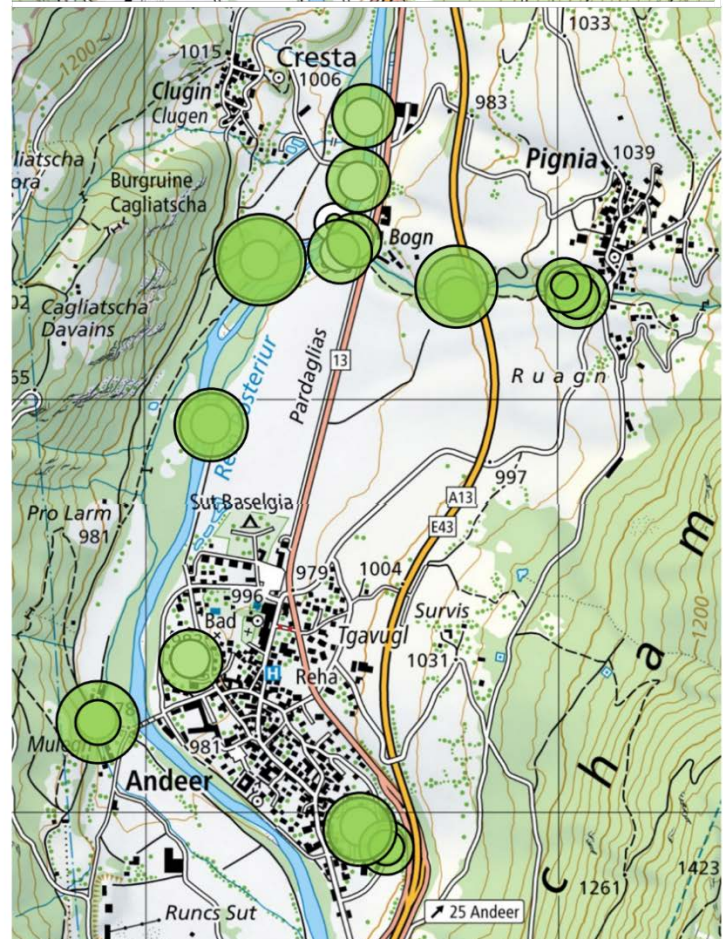 1033
1015
Cresta
1006
1200
Clugin
Clugen
983
Pignia
1039
Burgruine
Cagliatscha
Bogn
Cagliatscha
Davains
Pardaglias
13
Ruagn
Sut Baselgia
997
A13
E43
Pro Larm
981
979
1004
996
Bad
Survis
Tgavugl
1031
Reha
H
m
a
1200
h
981
Andeer
c
1261
1423
25 Andeer
Runcs Sut